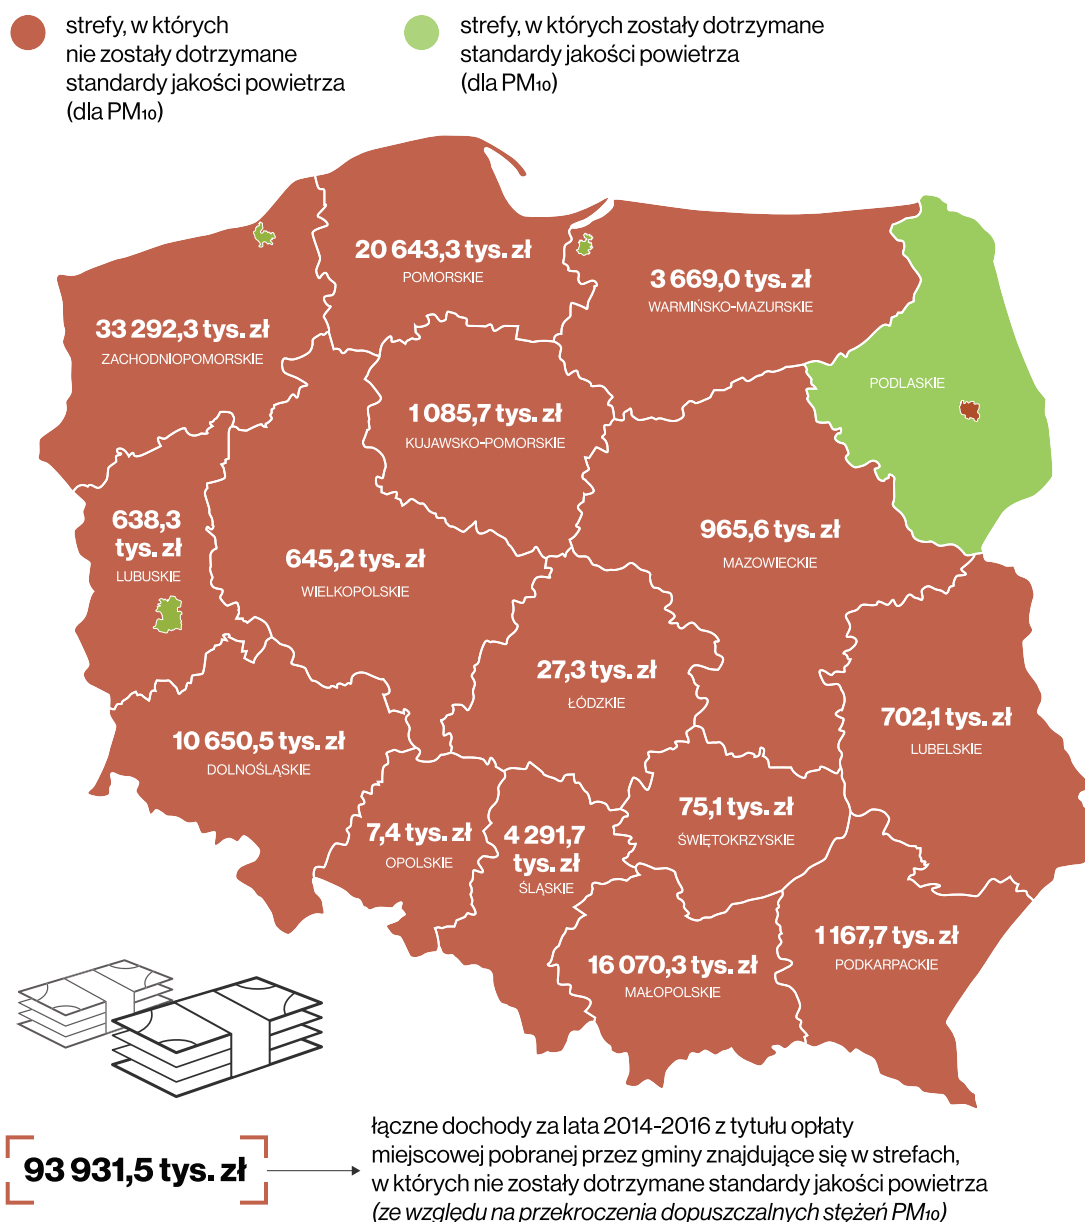 strefy, w których
nie zostały dotrzymane
standardy jakości powietrza
(dla PM₁₀)
strefy, w których zostały dotrzymane
standardy jakości powietrza
(dla PM₁₀)
20 643,3 tys. zł
POMORSKIE
3 669,0 tys. zł
WARMIŃSKO-MAZURSKIE
33 292,3 tys. zł
ZACHODNIOPOMORSKIE
PODLASKIE
1 085,7 tys. zł
KUJAWSKO-POMORSKIE
638,3
tys. zł
LUBUSKIE
645,2 tys. zł
WIELKOPOLSKIE
965,6 tys. zł
MAZOWIECKIE
27,3 tys. zł
ŁÓDZKIE
702,1 tys. zł
LUBELSKIE
10 650,5 tys. zł
DOLNOŚLĄSKIE
7,4 tys. zł
OPOLSKIE
4 291,7
tys. zł
ŚLĄSKIE
75,1 tys. zł
ŚWIĘTOKRZYSKIE
16 070,3 tys. zł
MAŁOPOLSKIE
1 167,7 tys. zł
PODKARPACKIE
93 931,5 tys. zł
łączne dochody za lata 2014-2016 z tytułu opłaty
miejscowej pobranej przez gminy znajdujące się w strefach,
w których nie zostały dotrzymane standardy jakości powietrza
(ze względu na przekroczenia dopuszczalnych stężeń PM₁₀)